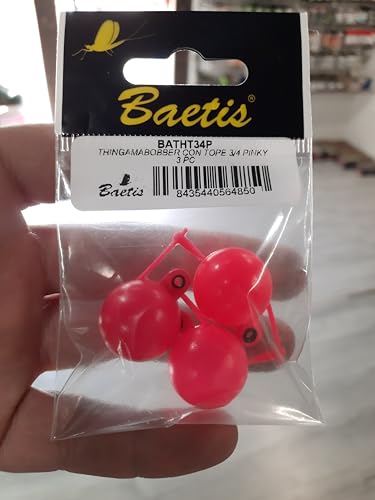 Baetis®
BATHT34P
THINGAMABOBBER CON TOPE 3/4 PINKY
3 PC
Baetis
8435440564850